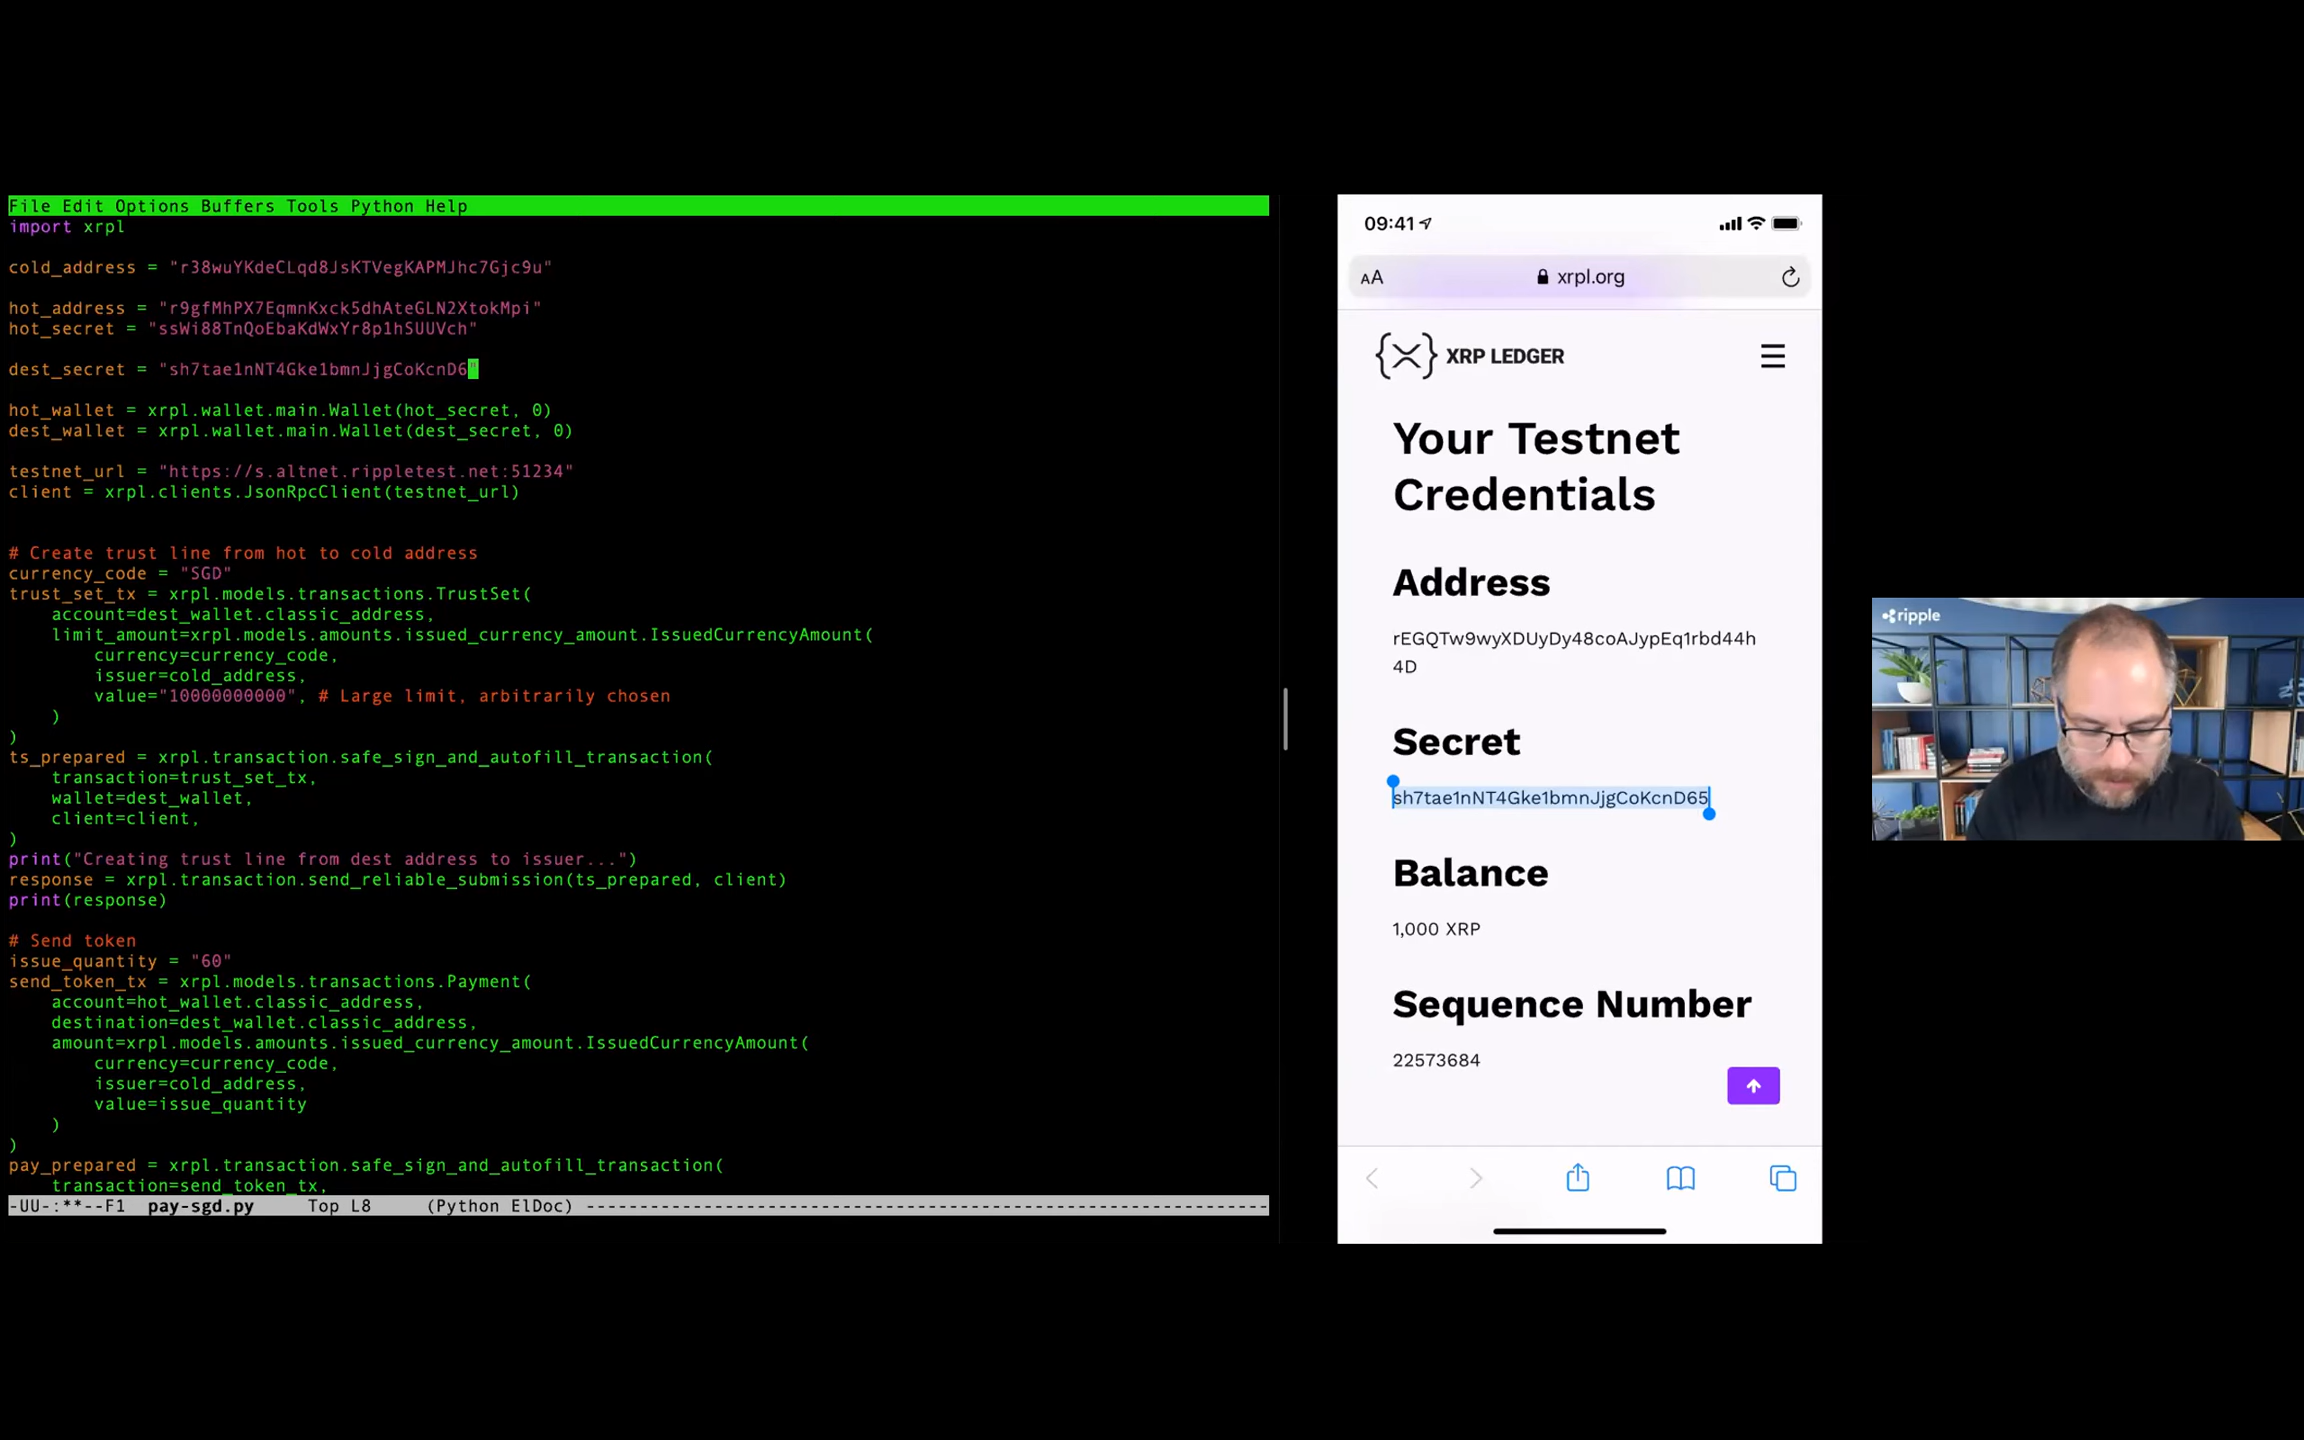 File Edit Options Buffers Tools Python Help
import xrpl
cold_address = "r38wuYKdeCLqd8JsKTVegKAPMJhc7Gjc9u"
hot_address = "r9gfMhPX7EqmnKxck5dhAteGLN2XtokMpi"
hot_secret = "ssWi88TnQoEbaKdWxYr8p1hSUUVch"
dest_secret = "sh7tae1nNT4Gke1bmnJjgCoKcnD6"
hot_wallet = xrpl.wallet.main.Wallet(hot_secret, 0)
dest_wallet = xrpl.wallet.main.Wallet(dest_secret, 0)
testnet_url = "https://s.altnet.rippletest.net:51234"
client = xrpl.clients.JsonRpcClient(testnet_url)
# Create trust line from hot to cold address
currency_code = "SGD"
trust_set_tx = xrpl.models.transactions.TrustSet(
    account=dest_wallet.classic_address,
    limit_amount=xrpl.models.amounts.issued_currency_amount.IssuedCurrencyAmount(
        currency=currency_code,
        issuer=cold_address,
        value="10000000000", # Large limit, arbitrarily chosen
    )
)
ts_prepared = xrpl.transaction.safe_sign_and_autofill_transaction(
    transaction=trust_set_tx,
    wallet=dest_wallet,
    client=client,
)
print("Creating trust line from dest address to issuer...")
response = xrpl.transaction.send_reliable_submission(ts_prepared, client)
print(response)
# Send token
issue_quantity = "60"
send_token_tx = xrpl.models.transactions.Payment(
    account=hot_wallet.classic_address,
    destination=dest_wallet.classic_address,
    amount=xrpl.models.amounts.issued_currency_amount.IssuedCurrencyAmount(
        currency=currency_code,
        issuer=cold_address,
        value=issue_quantity
    )
)
pay_prepared = xrpl.transaction.safe_sign_and_autofill_transaction(
    transaction=send_token_tx,
-UU-:**--F1  pay-sgd.py     Top L8     (Python ElDoc) ----------------------------------------------------------------
09:41
AA xrpl.org
XRP LEDGER
Your Testnet
Credentials
Address
rEGQTw9wyXDUyDy48coAJypEq1rbd44h
4D
Secret
sh7tae1nNT4Gke1bmnJjgCoKcnD65
Balance
1,000 XRP
Sequence Number
22573684
ripple